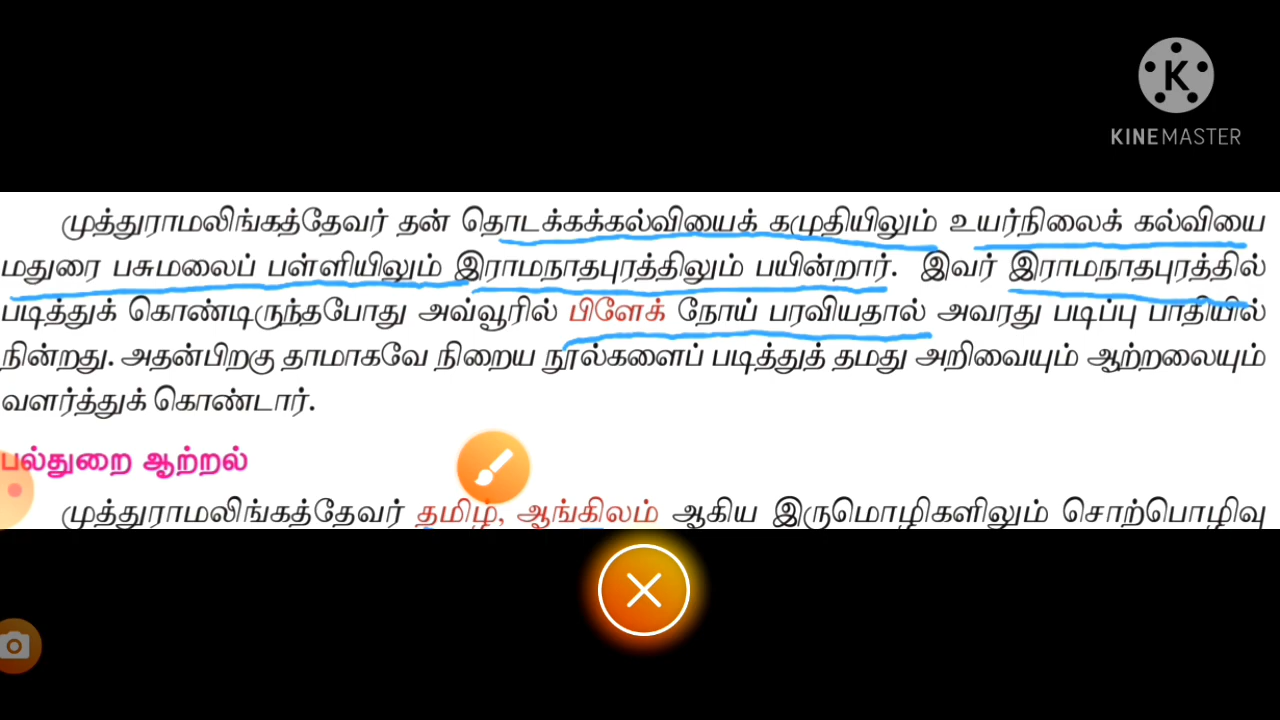 KINEMASTER
முத்துராமலிங்கத்தேவர் தன் தொடக்கக்கல்வியைக் கமுதியிலும் உயர்நிலைக் கல்வியை
மதுரை பசுமலைப் பள்ளியிலும் இராமநாதபுரத்திலும் பயின்றார். இவர் இராமநாதபுரத்தில்
படித்துக் கொண்டிருந்தபோது அவ்வூரில் பிளேக் நோய் பரவியதால் அவரது படிப்பு பாதியில்
நின்றது. அதன்பிறகு தாமாகவே நிறைய நூல்களைப் படித்துத் தமது அறிவையும் ஆற்றலையும்
வளர்த்துக் கொண்டார்.
பல்துறை ஆற்றல்
முத்துராமலிங்கத்தேவர் தமிழ், ஆங்கிலம் ஆகிய இருமொழிகளிலும் சொற்பொழிவு